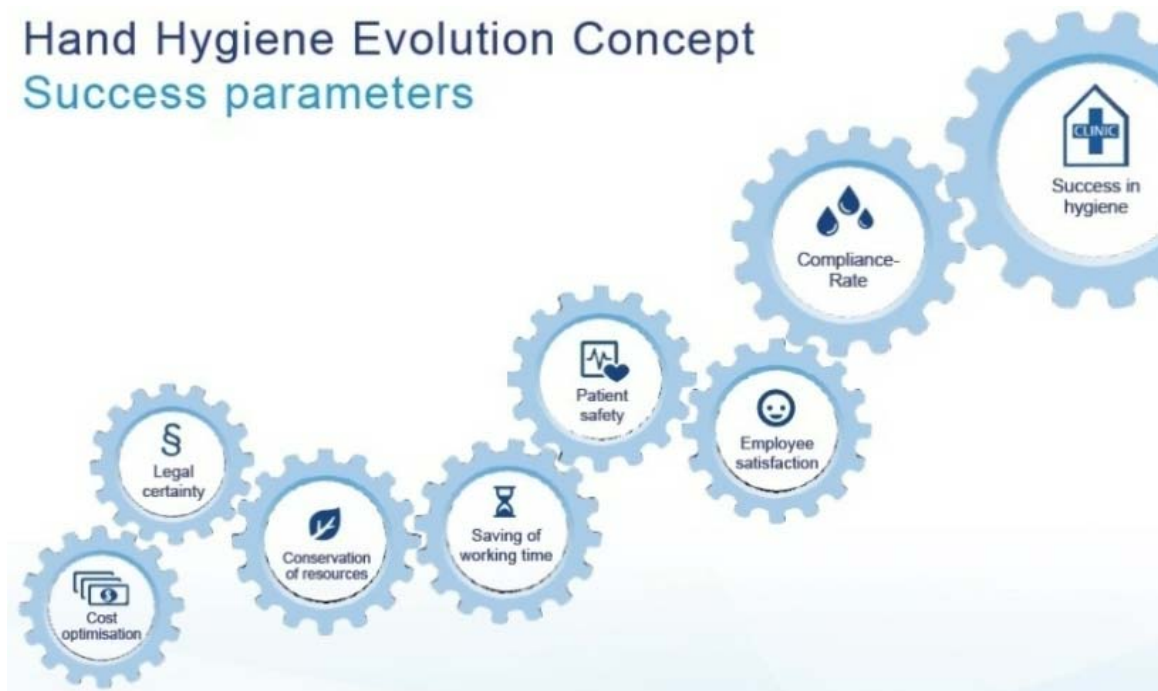 Hand Hygiene Evolution Concept
Success parameters
CLINIC
Success in
hygiene
Compliance-
Rate
Patient
safety
Employee
satisfaction
§
Legal
certainty
Saving of
working time
Conservation
of resources
$
Cost
optimisation